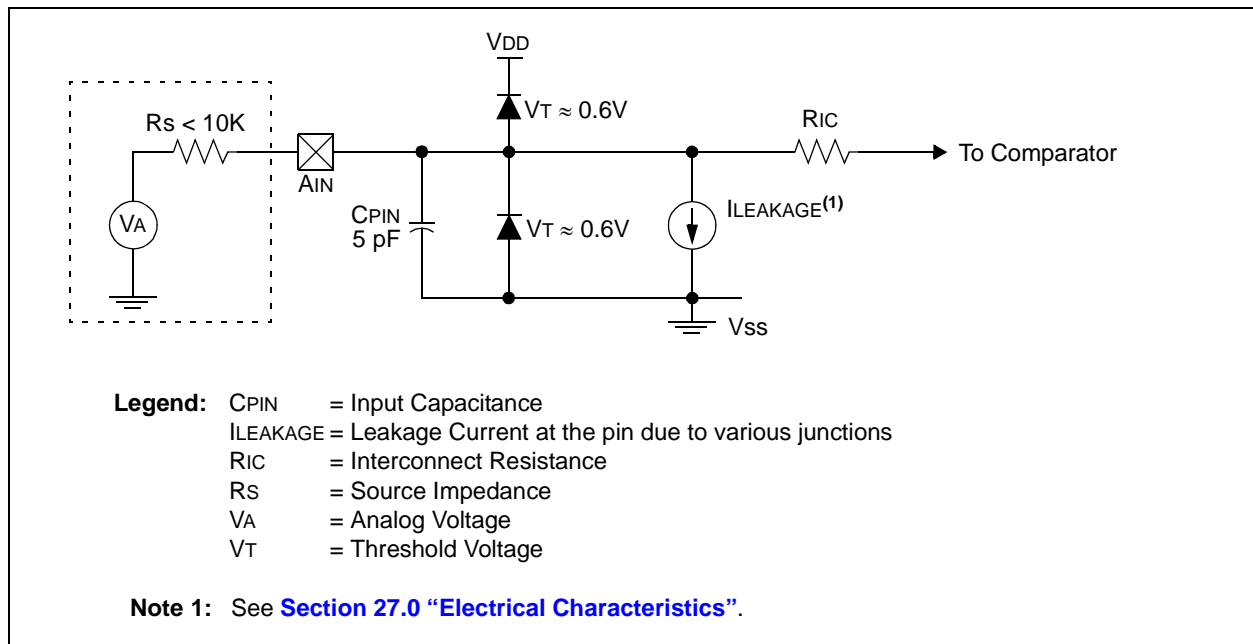 VDD
VT ≈ 0.6V
RS < 10K
RIC
To Comparator
AIN
CPIN
5 pF
VA
VT ≈ 0.6V
ILEAKAGE(1)
Vss
Legend: CPIN = Input Capacitance
ILEAKAGE = Leakage Current at the pin due to various junctions
RIC = Interconnect Resistance
RS = Source Impedance
VA = Analog Voltage
VT = Threshold Voltage
Note 1: See Section 27.0 “Electrical Characteristics”.